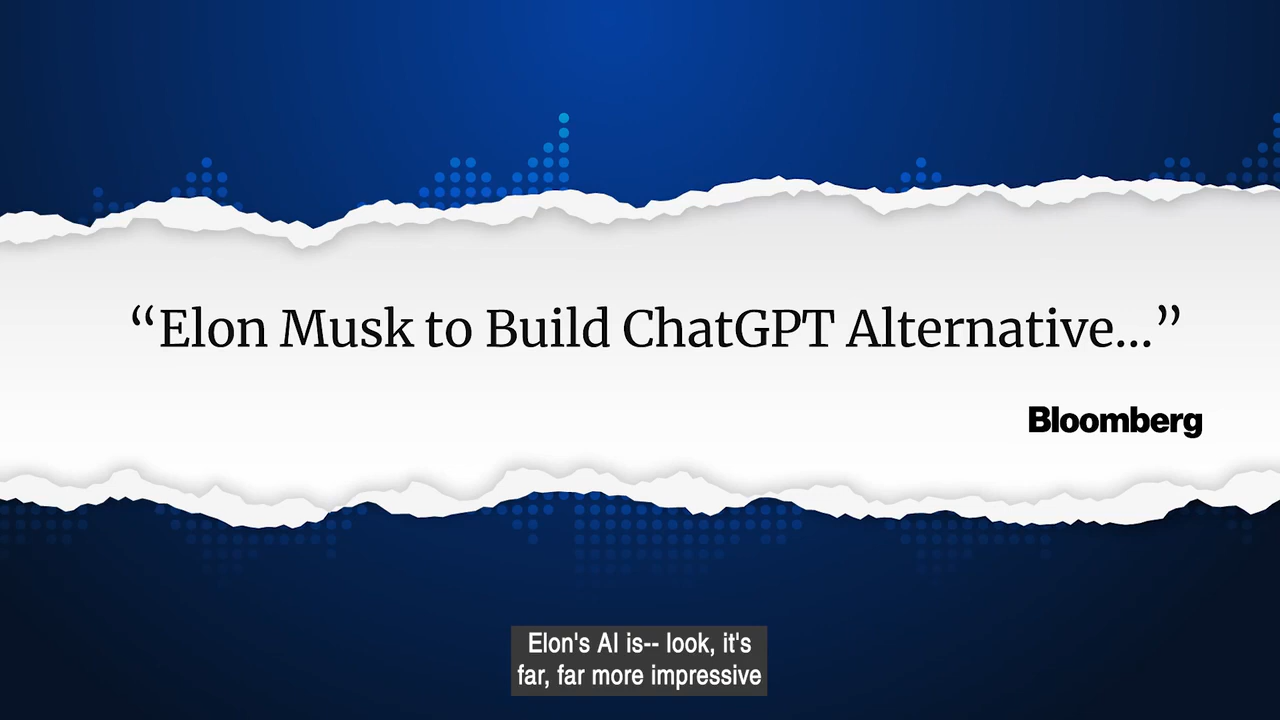 “Elon Musk to Build ChatGPT Alternative...”
Bloomberg
Elon's AI is-- look, it's
far, far more impressive